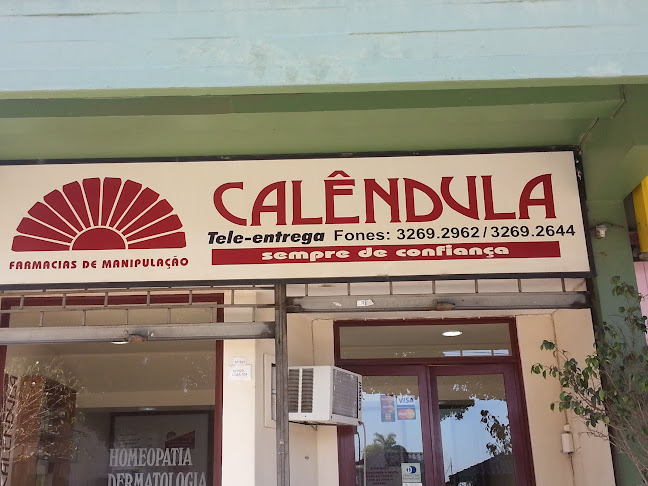 CALÊNDULA
Tele-entrega Fones: 3269.2962 / 3269.2644
sempre de confiança
FARMACIAS DE MANIPULAÇÃO
VISA
HOMEOPATIA
DERMATOLOGIA